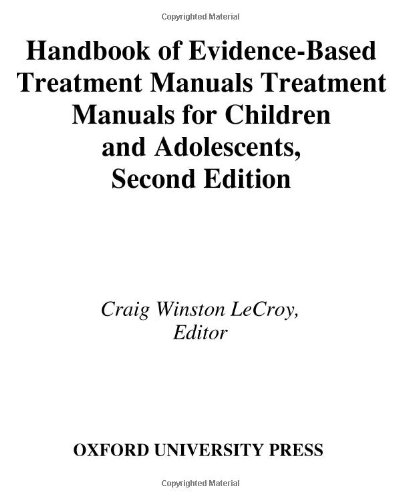 Copyrighted Material
Handbook of Evidence-Based
Treatment Manuals Treatment
Manuals for Children
and Adolescents,
Second Edition
Craig Winston LeCroy,
Editor
OXFORD UNIVERSITY PRESS
Copyrighted Material